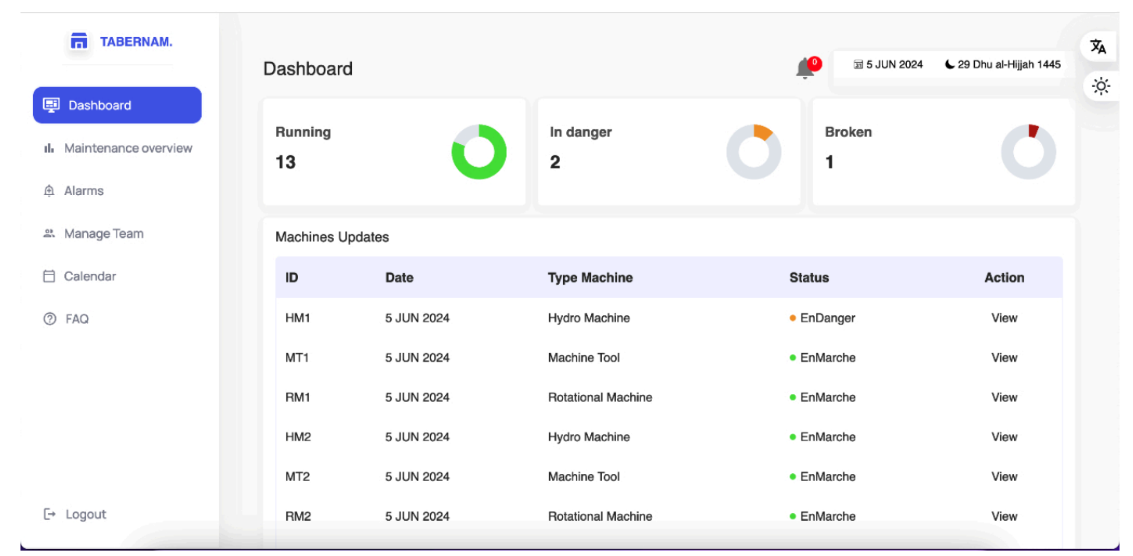 TABERNAM.
Dashboard
Maintenance overview
Alarms
Manage Team
Calendar
FAQ
Logout
Dashboard
0
5 JUN 2024 29 Dhu al-Hijjah 1445
Running
13
In danger
2
Broken
1
Machines Updates
ID Date Type Machine Status Action
HM1 5 JUN 2024 Hydro Machine EnDanger View
MT1 5 JUN 2024 Machine Tool EnMarche View
RM1 5 JUN 2024 Rotational Machine EnMarche View
HM2 5 JUN 2024 Hydro Machine EnMarche View
MT2 5 JUN 2024 Machine Tool EnMarche View
RM2 5 JUN 2024 Rotational Machine EnMarche View